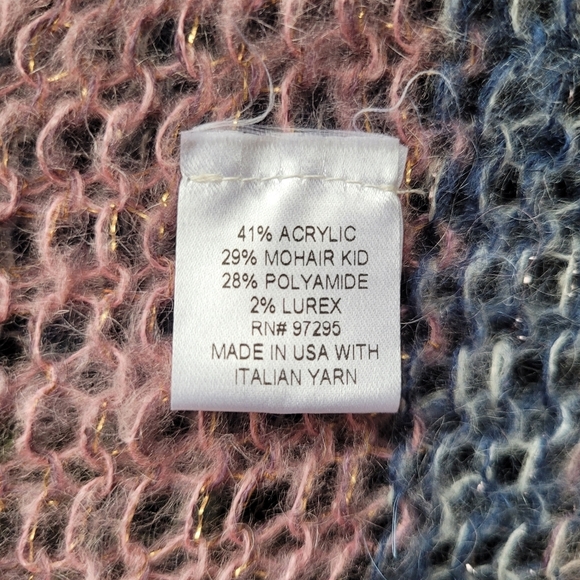 41% ACRYLIC
29% MOHAIR KID
28% POLYAMIDE
2% LUREX
RN# 97295
MADE IN USA WITH
ITALIAN YARN